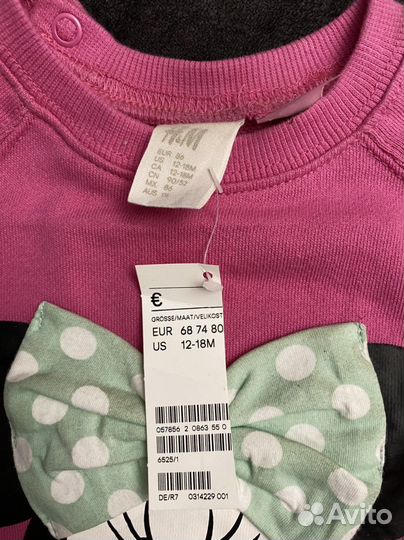 H&M
EUR 86
US 12-18M
CA 12-18M
CN 90/52
MX 86
AUS
€
GRÖSSE/MAAT/VELIKOST
EUR 68 74 80
US 12-18M
057856 2 0863 55 0
6525/1
DE/R7 0314229 001
Avito